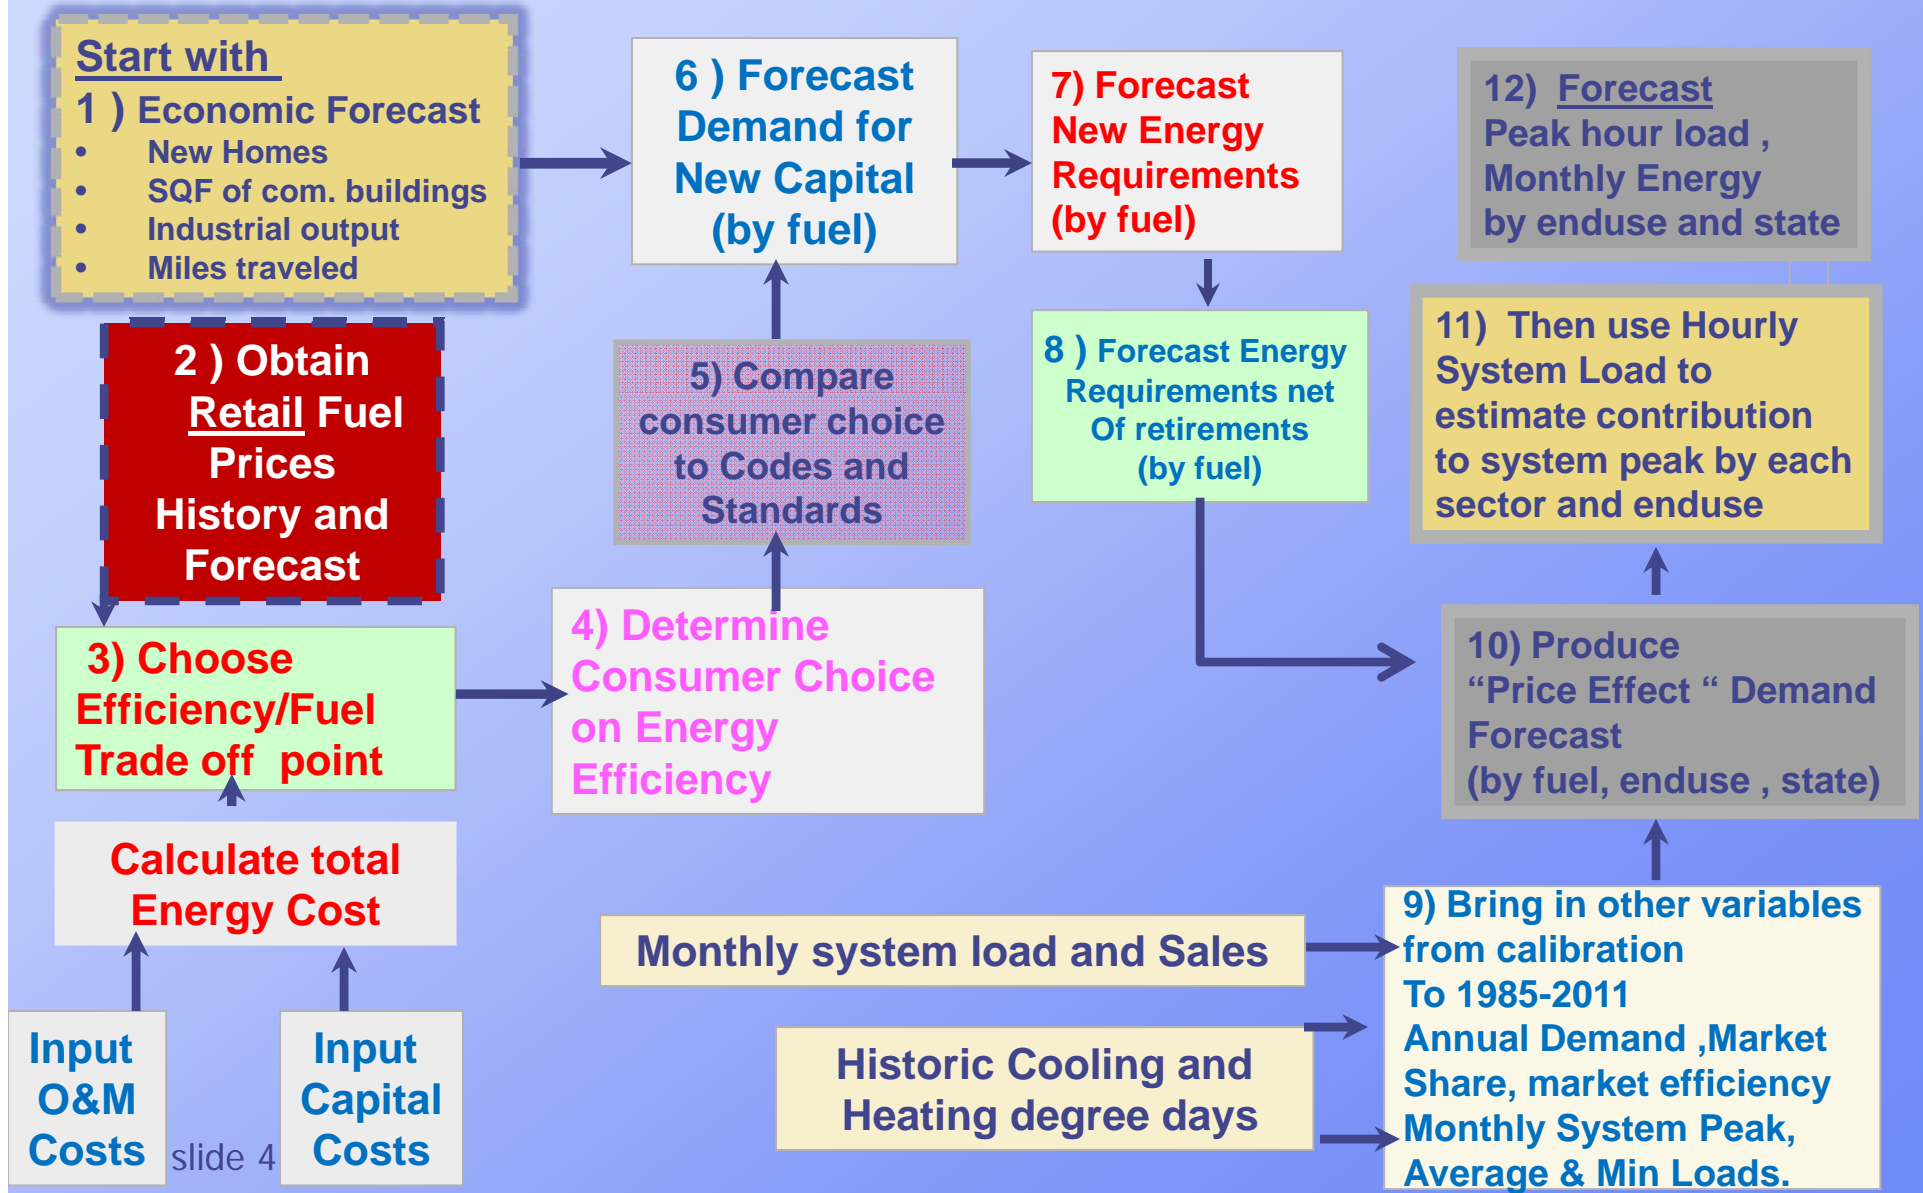 Start with
1 ) Economic Forecast
• New Homes
• SQF of com. buildings
• Industrial output
• Miles traveled
2 ) Obtain
Retail Fuel
Prices
History and
Forecast
3) Choose
Efficiency/Fuel
Trade off point
Calculate total
Energy Cost
Input
O&M
Costs
Input
Capital
Costs
slide 4
4) Determine
Consumer Choice
on Energy
Efficiency
5) Compare
consumer choice
to Codes and
Standards
6 ) Forecast
Demand for
New Capital
(by fuel)
7) Forecast
New Energy
Requirements
(by fuel)
8 ) Forecast Energy
Requirements net
Of retirements
(by fuel)
Monthly system load and Sales
Historic Cooling and
Heating degree days
9) Bring in other variables
from calibration
To 1985-2011
Annual Demand ,Market
Share, market efficiency
Monthly System Peak,
Average & Min Loads.
10) Produce
“Price Effect “ Demand
Forecast
(by fuel, enduse , state)
11) Then use Hourly
System Load to
estimate contribution
to system peak by each
sector and enduse
12) Forecast
Peak hour load ,
Monthly Energy
by enduse and state